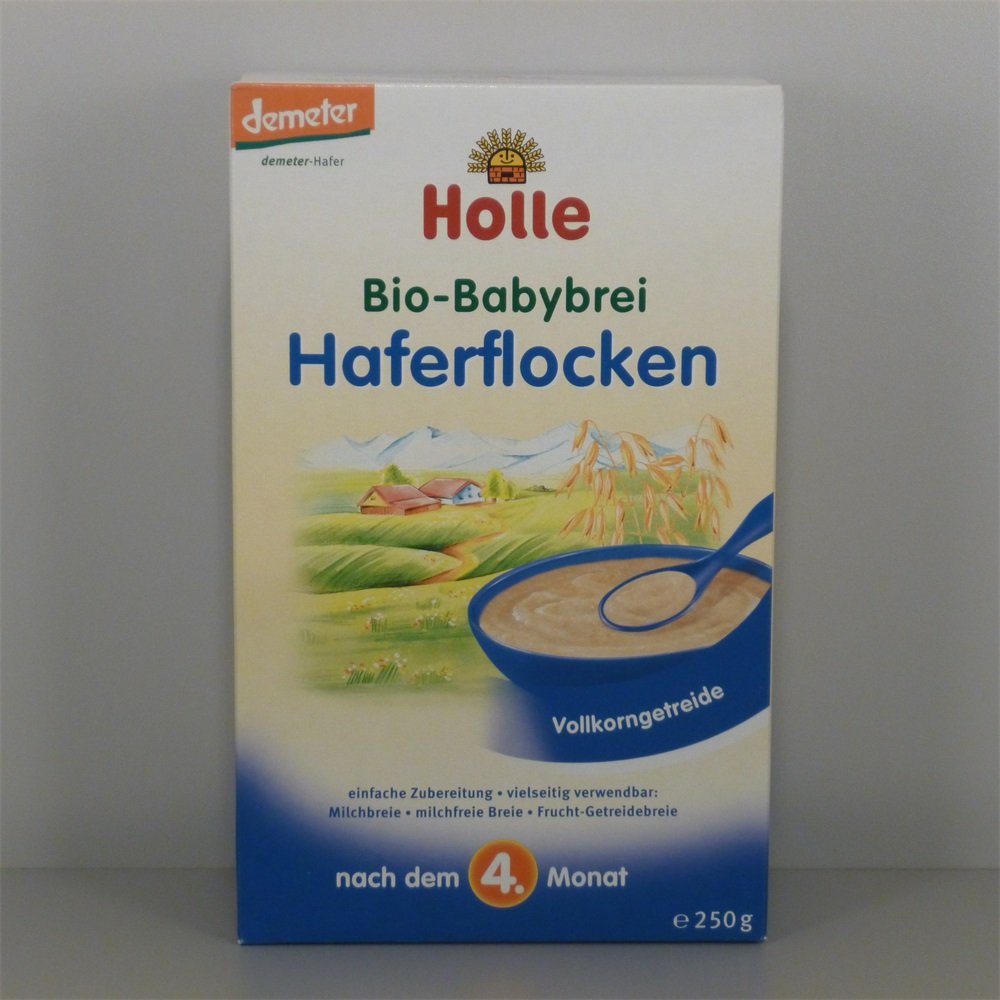 demeter
demeter-Hafer
Holle
Bio-Babybrei
Haferflocken
Vollkorngetreide
einfache Zubereitung • vielseitig verwendbar:
Milchbreie • milchfreie Breie • Frucht-Getreidebreie
nach dem 4. Monat
℮ 250 g